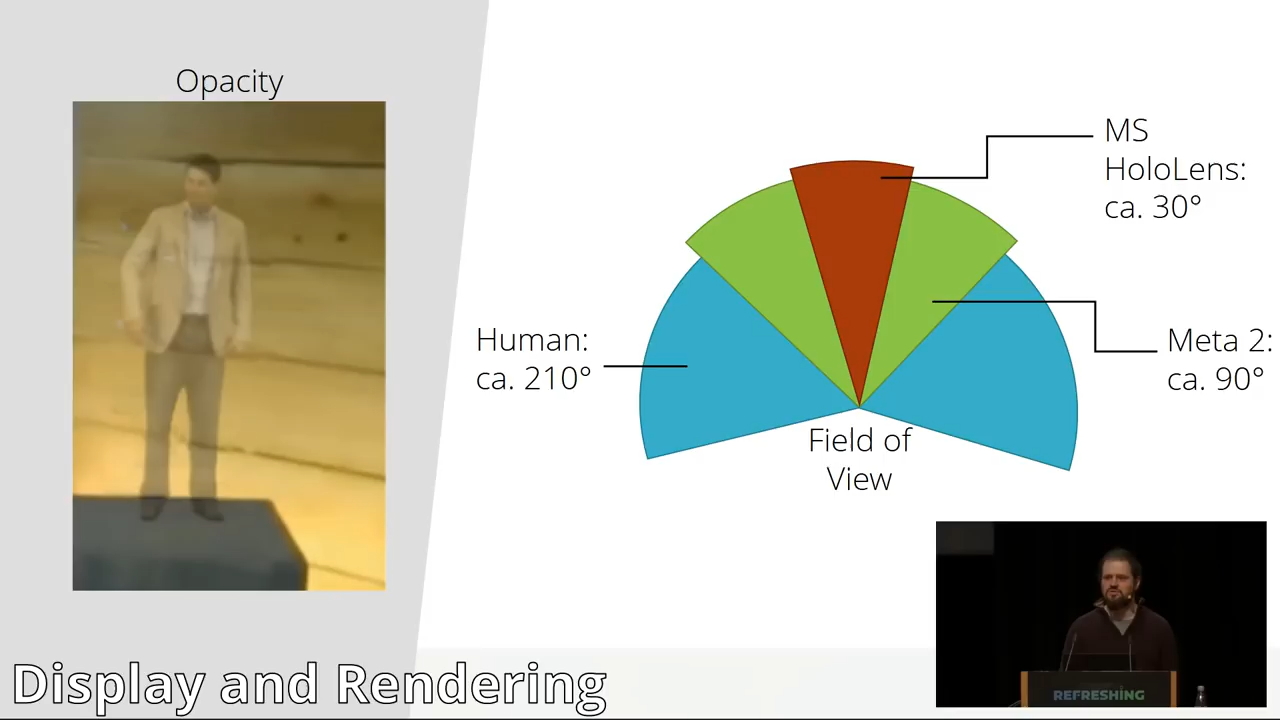 Opacity
MS
HoloLens:
ca. 30°
Human:
ca. 210°
Meta 2:
ca. 90°
Field of
View
Display and Rendering
REFRESHING